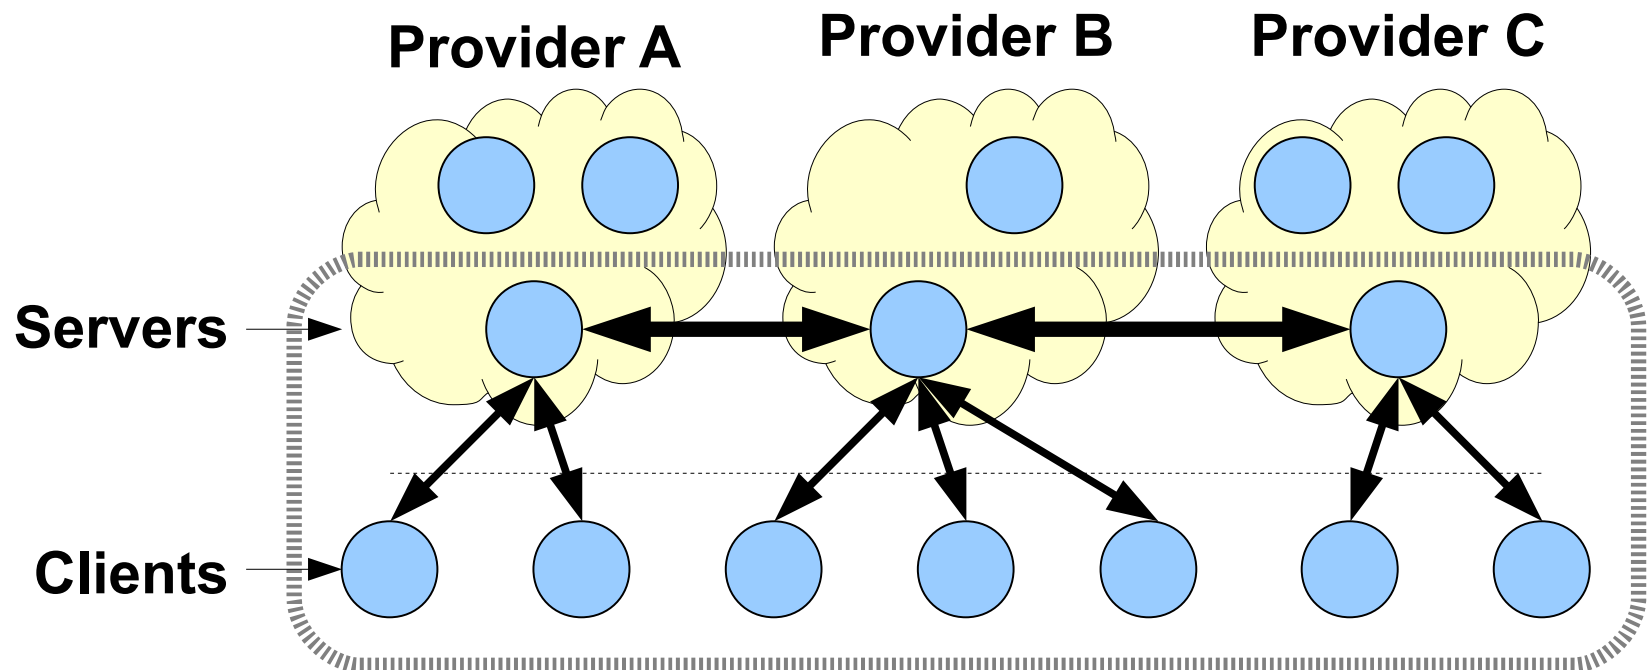 Provider A
Provider B
Provider C
Servers
Clients